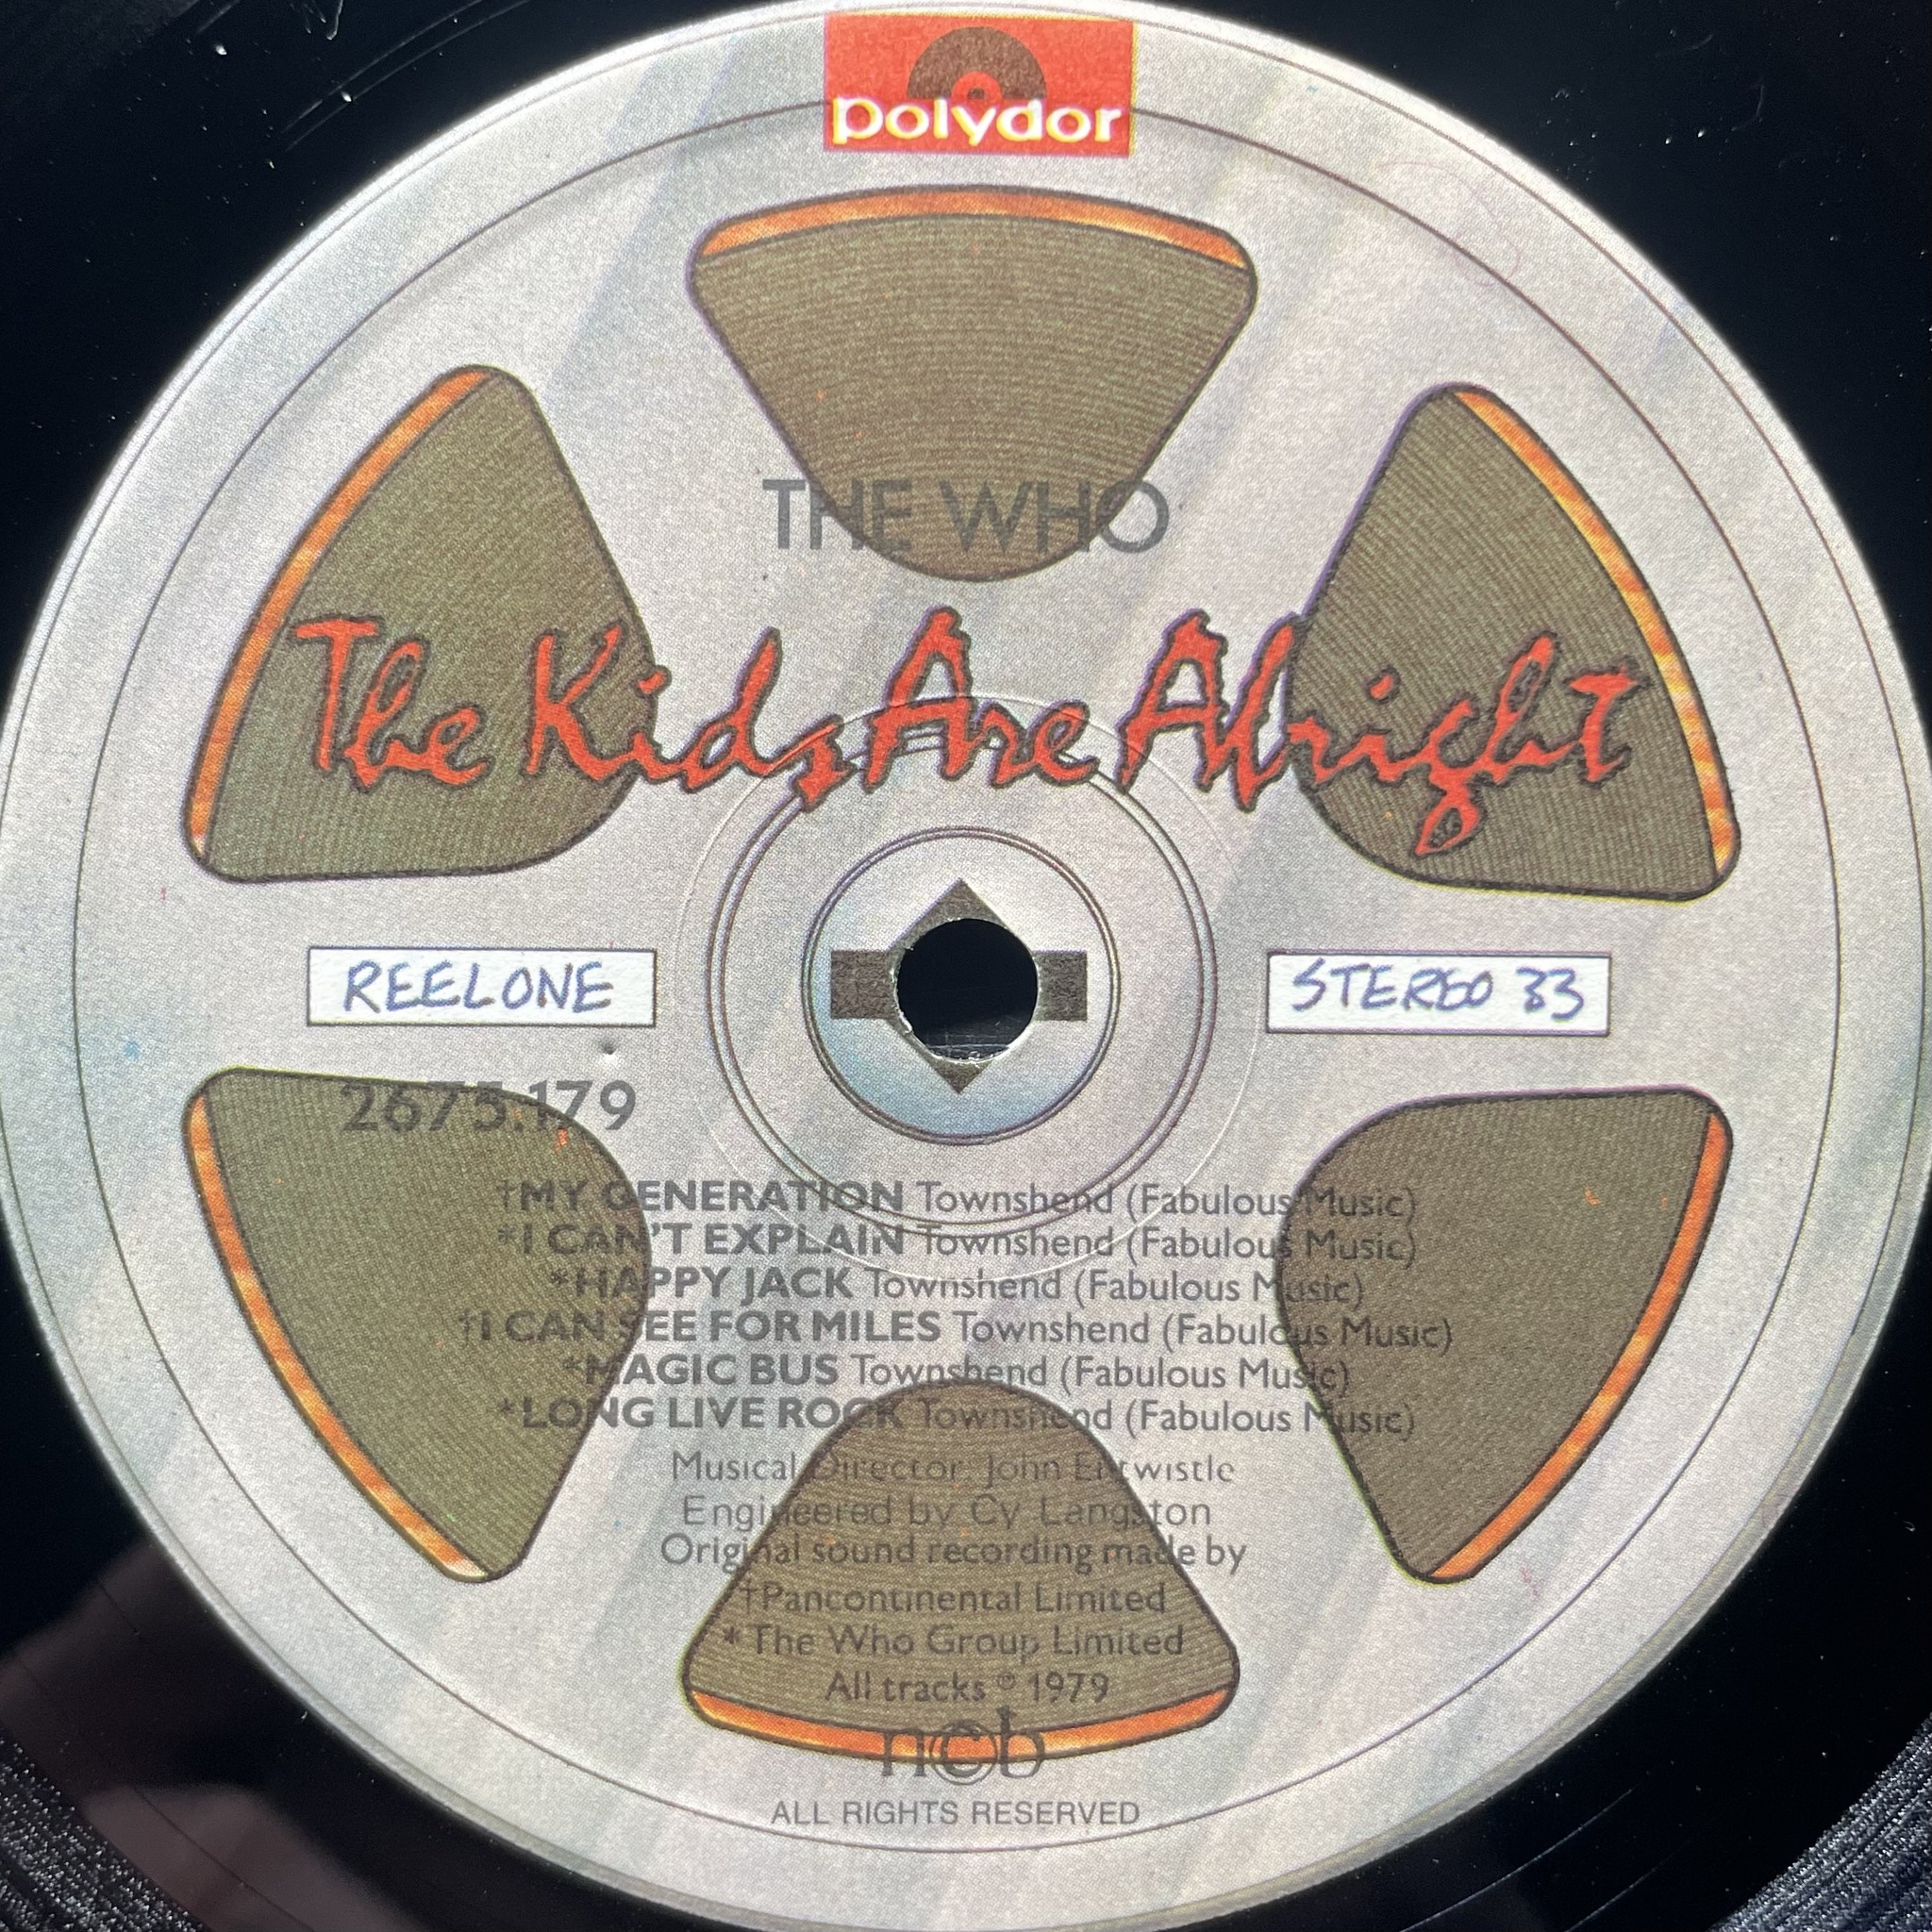 polydor
THE WHO
The Kids Are Alright
REEL ONE
STEREO 33
2675.179
†MY GENERATION Townshend (Fabulous Music)
*I CAN'T EXPLAIN Townshend (Fabulous Music)
*HAPPY JACK Townshend (Fabulous Music)
†I CAN SEE FOR MILES Townshend (Fabulous Music)
*MAGIC BUS Townshend (Fabulous Music)
*LONG LIVE ROCK Townshend (Fabulous Music)
Musical Director: John Entwistle
Engineered by Cy Langston
Original sound recording made by
†Pancontinental Limited
* The Who Group Limited
All tracks ℗ 1979
n©b
ALL RIGHTS RESERVED